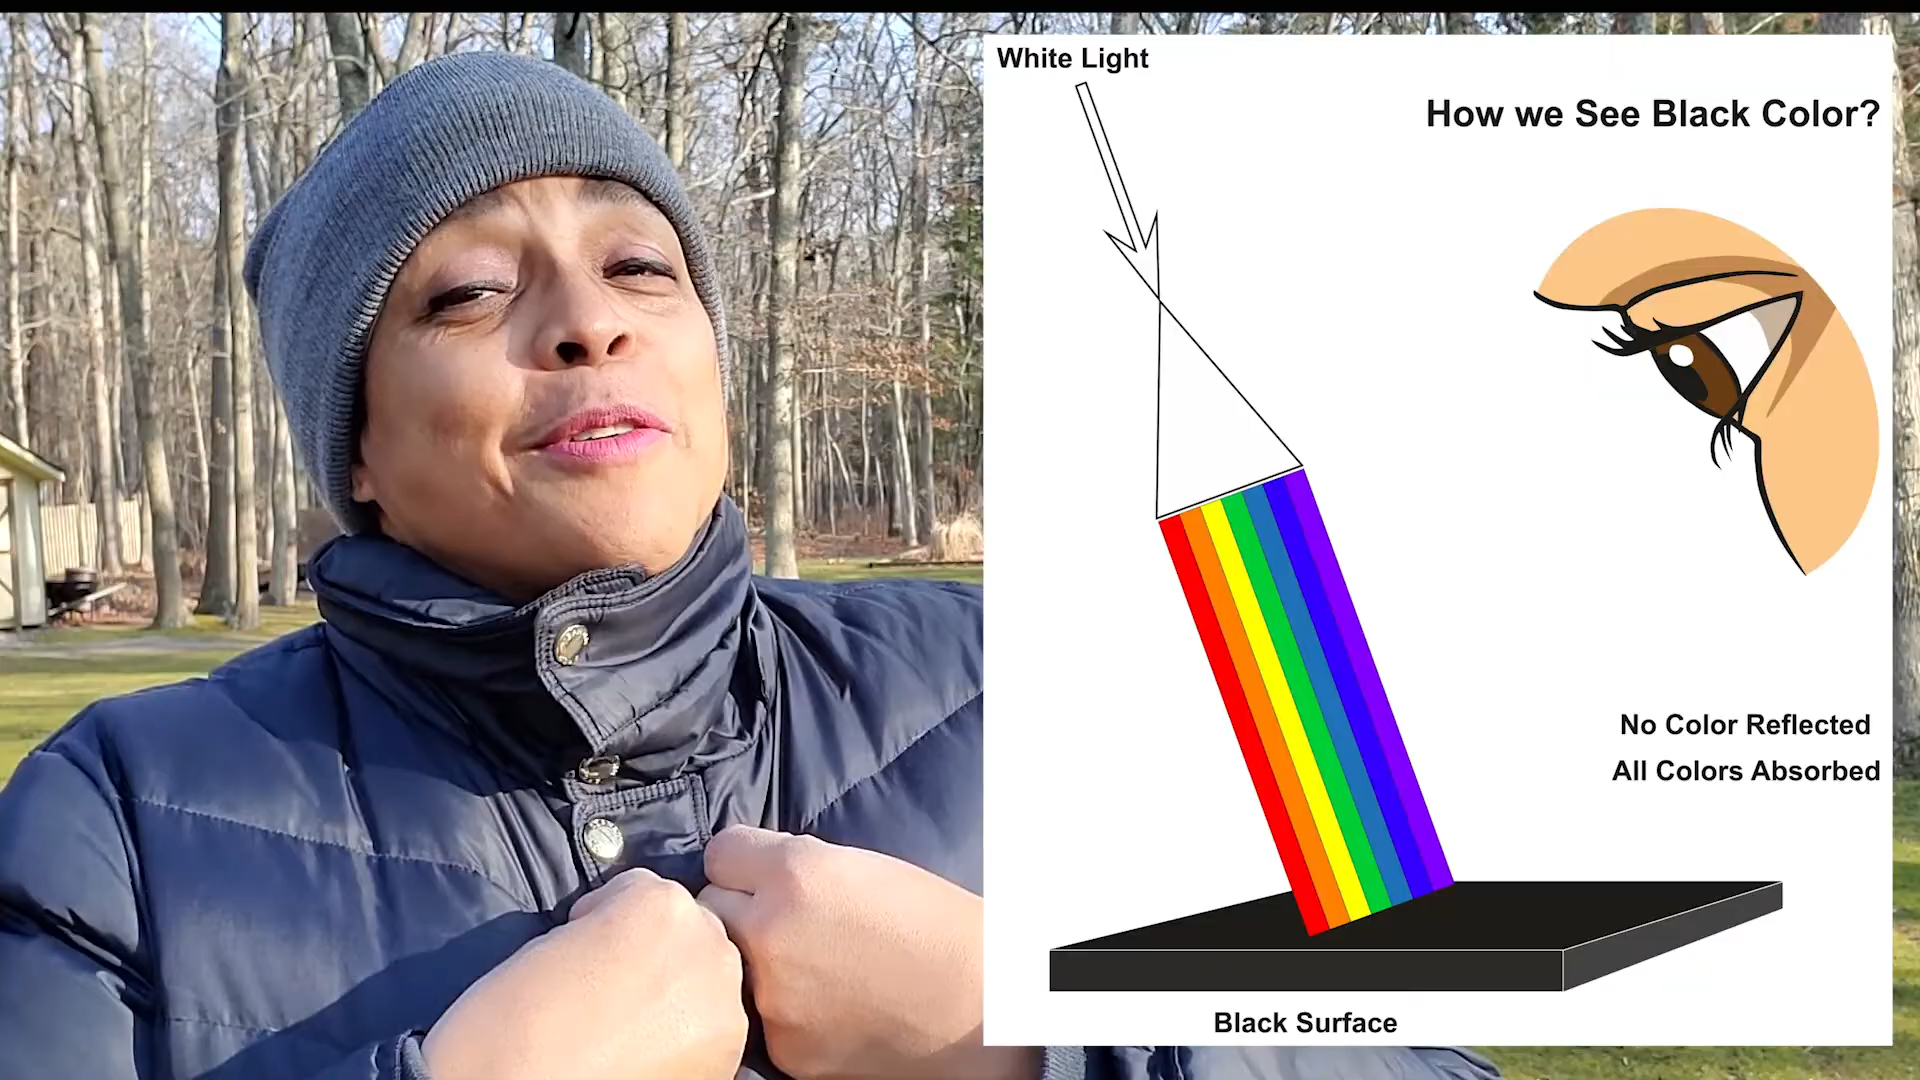 White Light
How we See Black Color?
No Color Reflected
All Colors Absorbed
Black Surface